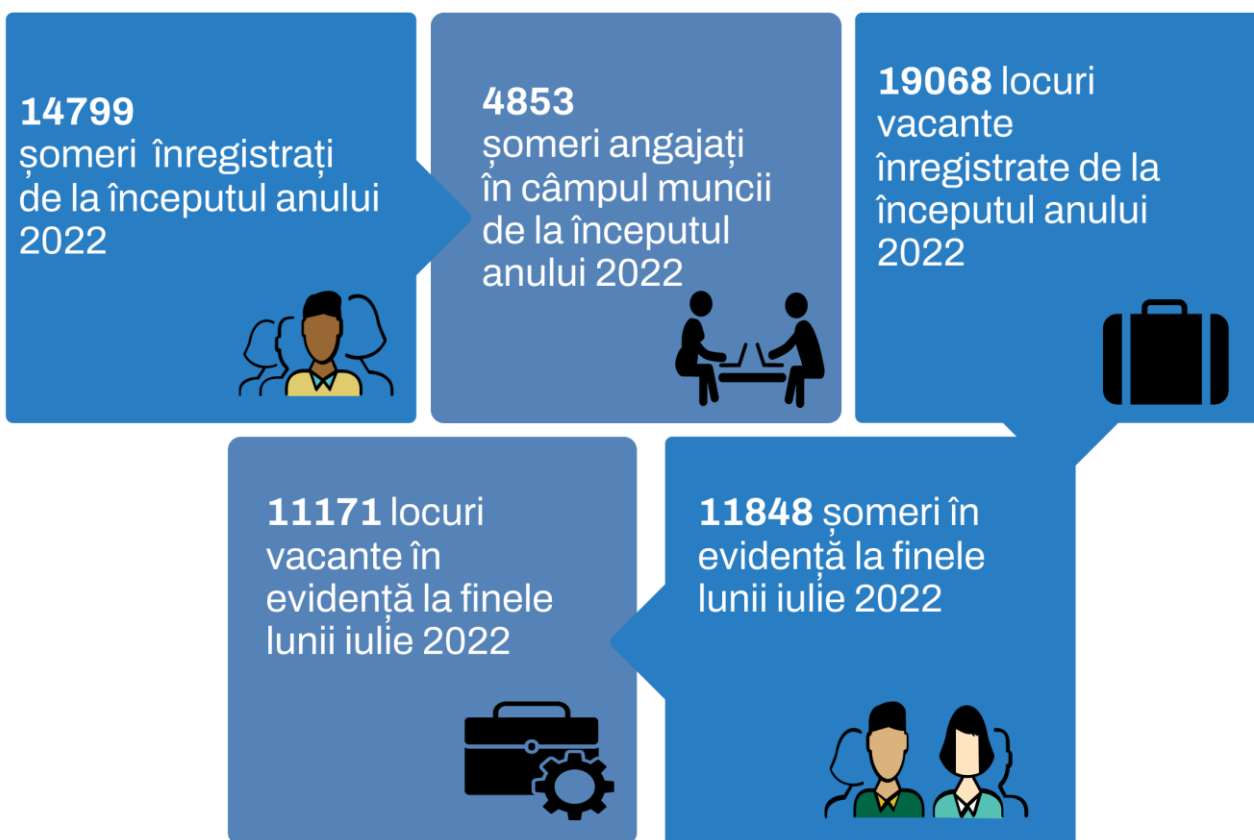 14799
șomeri înregistrați
de la începutul anului
2022
4853
șomeri angajați
în câmpul muncii
de la începutul
anului 2022
19068 locuri
vacante
înregistrate de la
începutul anului
2022
11171 locuri
vacante în
evidență la finele
lunii iulie 2022
11848 șomeri în
evidență la finele
lunii iulie 2022